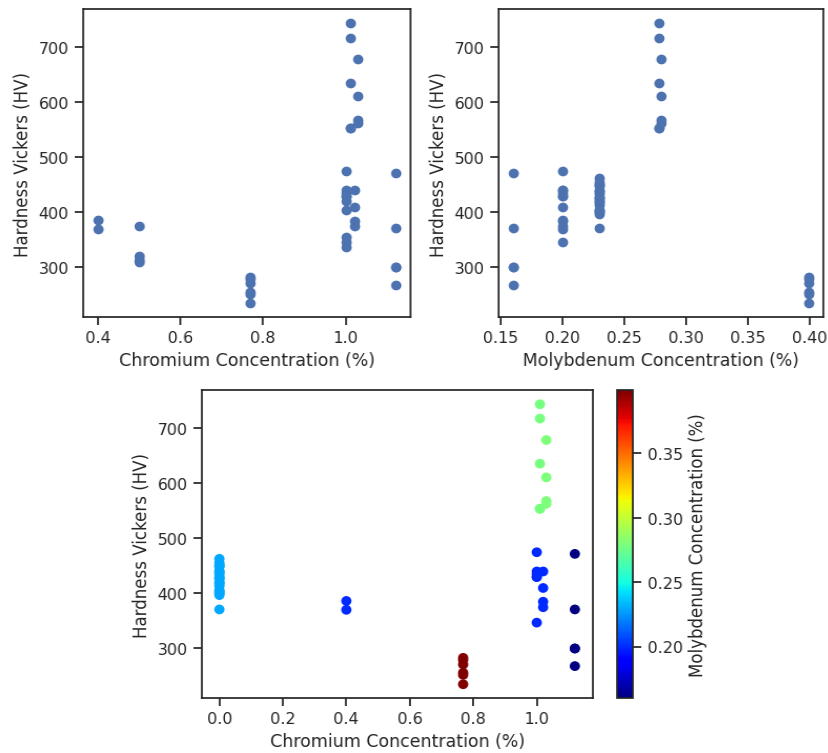 Hardness Vickers (HV)
700
600
500
400
300
0.4 0.6 0.8 1.0
Chromium Concentration (%)
Hardness Vickers (HV)
700
600
500
400
300
0.15 0.20 0.25 0.30 0.35 0.40
Molybdenum Concentration (%)
Hardness Vickers (HV)
700
600
500
400
300
0.0 0.2 0.4 0.6 0.8 1.0
Chromium Concentration (%)
0.35
0.30
0.25
0.20
Molybdenum Concentration (%)